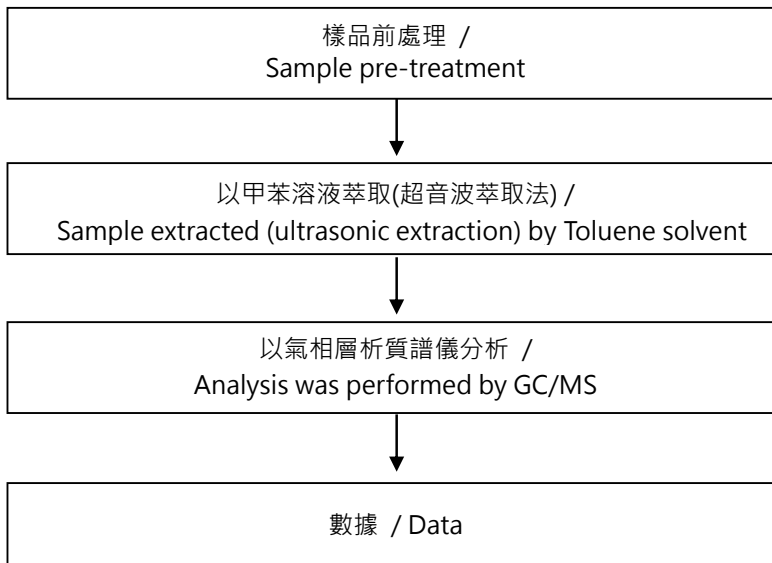 樣品前處理 /
Sample pre-treatment
以甲苯溶液萃取(超音波萃取法) /
Sample extracted (ultrasonic extraction) by Toluene solvent
以氣相層析質譜儀分析 /
Analysis was performed by GC/MS
數據 / Data